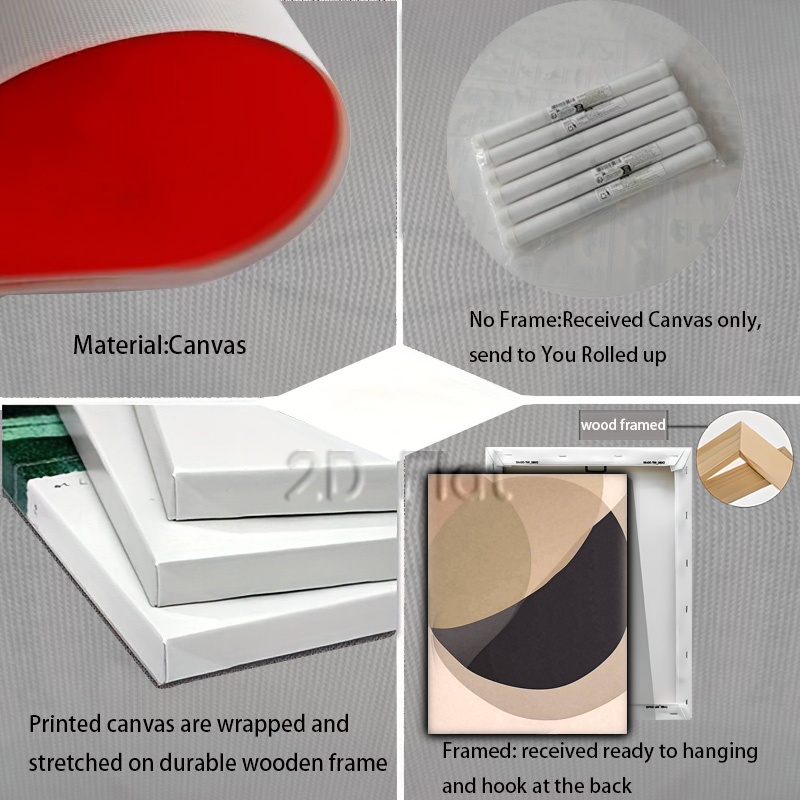 Material:Canvas
No Frame:Received Canvas only,
send to You Rolled up
2D Flat
wood framed
Printed canvas are wrapped and
stretched on durable wooden frame
Framed: received ready to hanging
and hook at the back